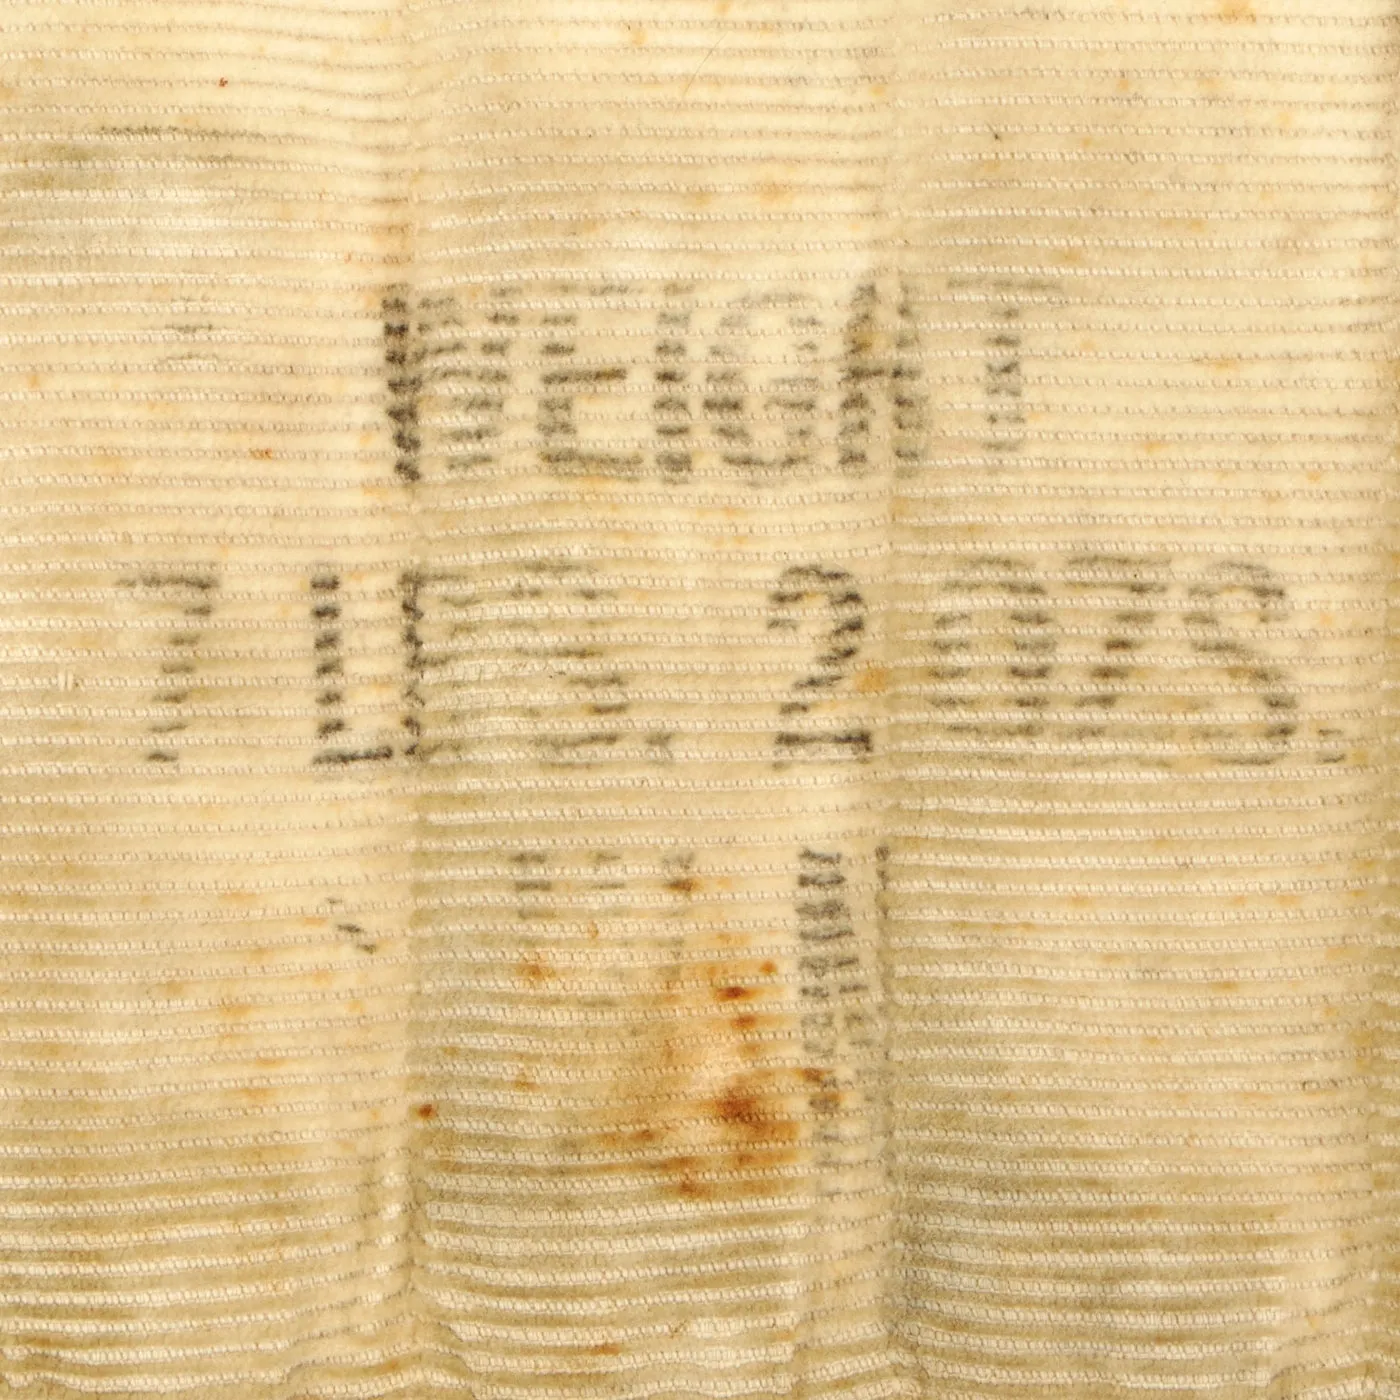 WEIGHT
7 LBS. 2 OZS.